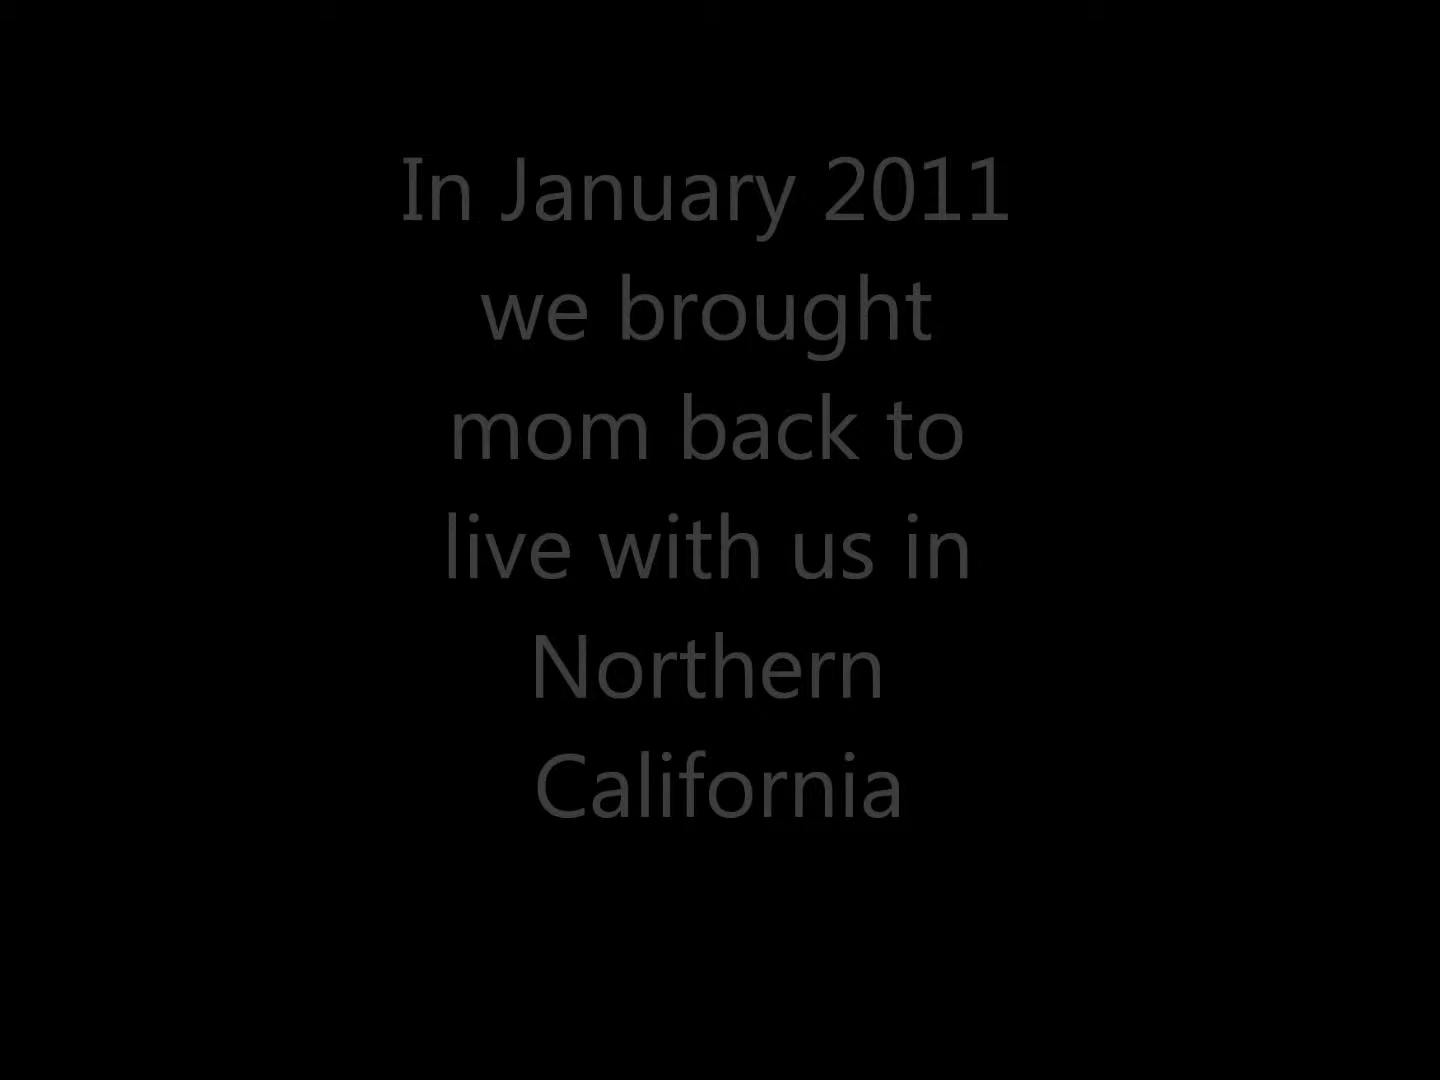 In January 2011
we brought
mom back to
live with us in
Northern
California